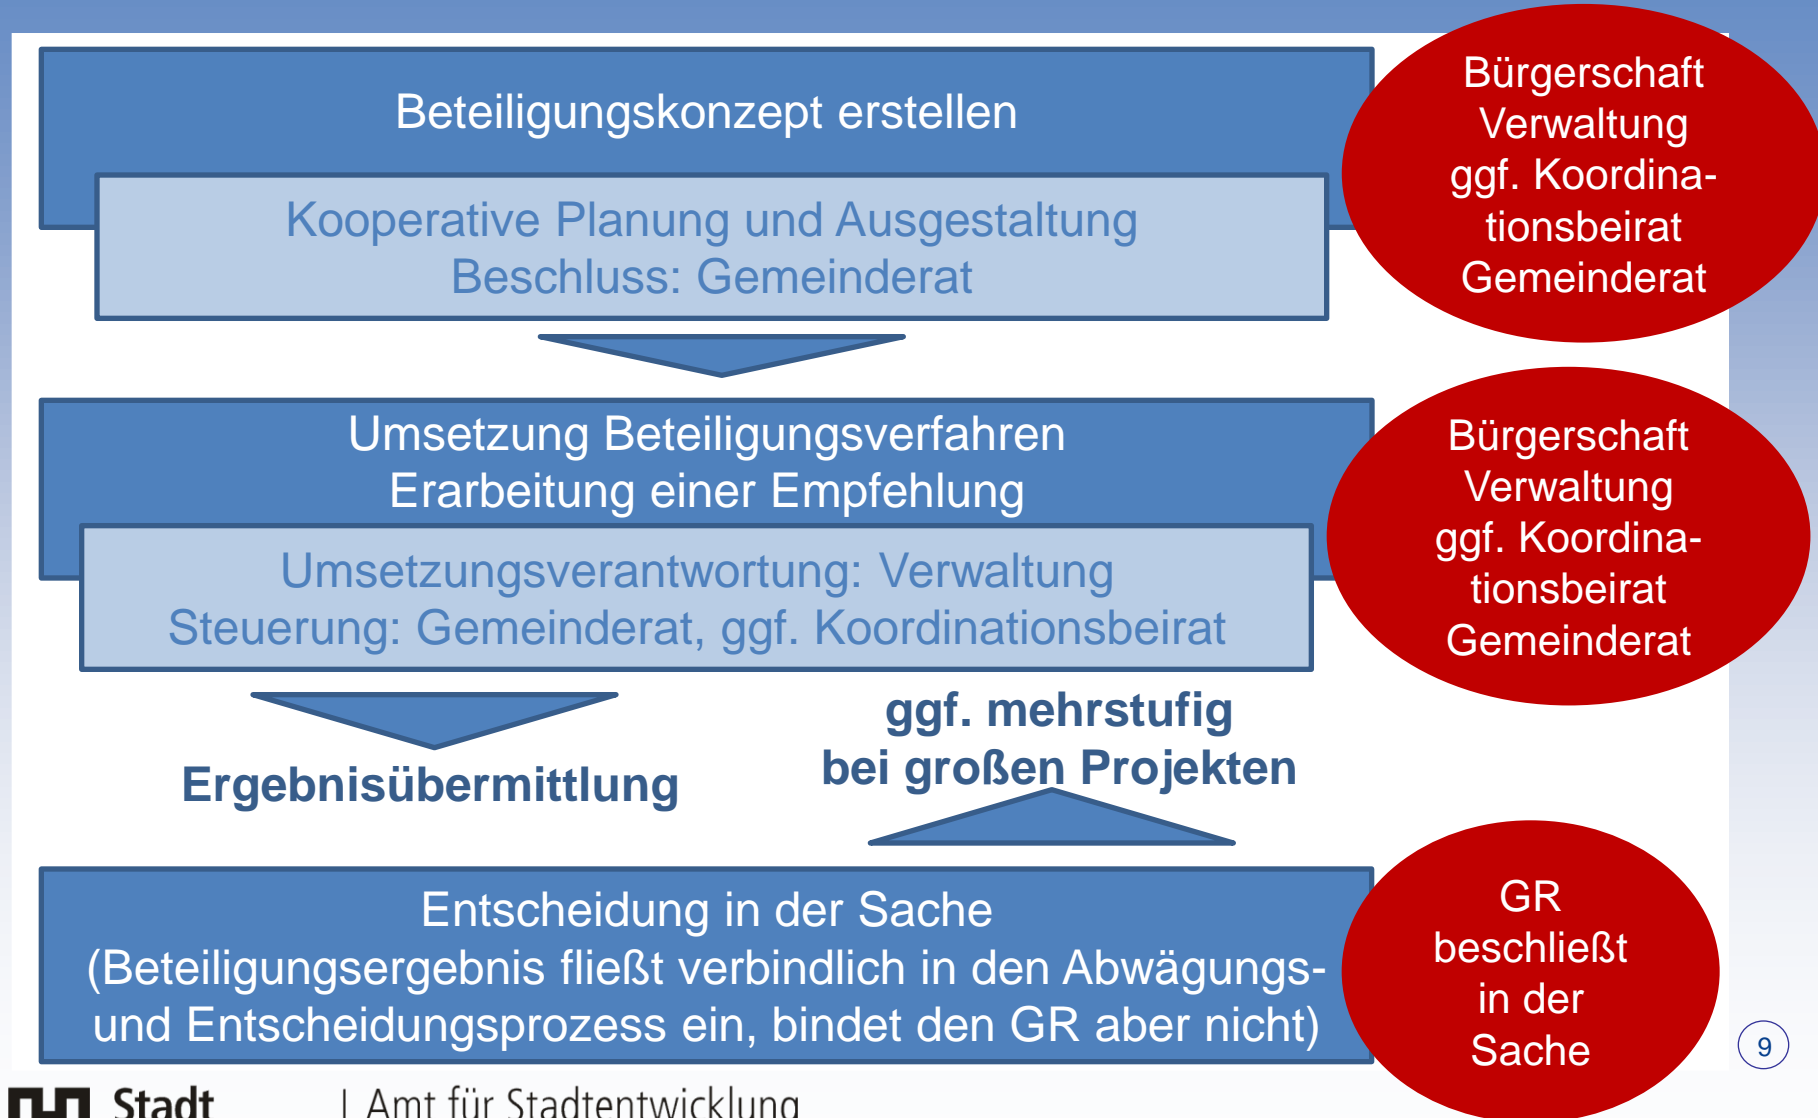 Beteiligungskonzept erstellen
Kooperative Planung und Ausgestaltung
Beschluss: Gemeinderat
Bürgerschaft
Verwaltung
ggf. Koordina-
tionsbeirat
Gemeinderat
Umsetzung Beteiligungsverfahren
Erarbeitung einer Empfehlung
Umsetzungsverantwortung: Verwaltung
Steuerung: Gemeinderat, ggf. Koordinationsbeirat
Bürgerschaft
Verwaltung
ggf. Koordina-
tionsbeirat
Gemeinderat
Ergebnisübermittlung
ggf. mehrstufig
bei großen Projekten
Entscheidung in der Sache
(Beteiligungsergebnis fließt verbindlich in den Abwägungs-
und Entscheidungsprozess ein, bindet den GR aber nicht)
GR
beschließt
in der
Sache
9
Stadt | Amt für Stadtentwicklung